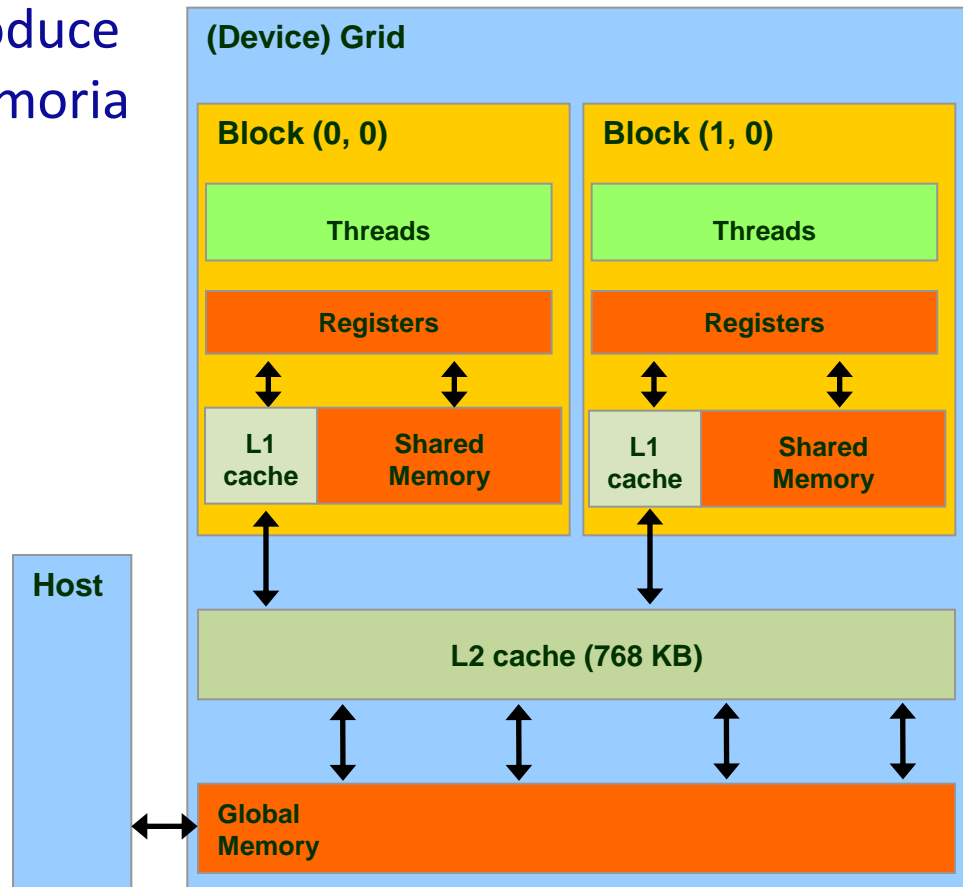 oduce
moria
(Device) Grid
Block (0, 0)
Threads
Registers
L1
cache
Shared
Memory
Block (1, 0)
Threads
Registers
L1
cache
Shared
Memory
Host
L2 cache (768 KB)
Global
Memory